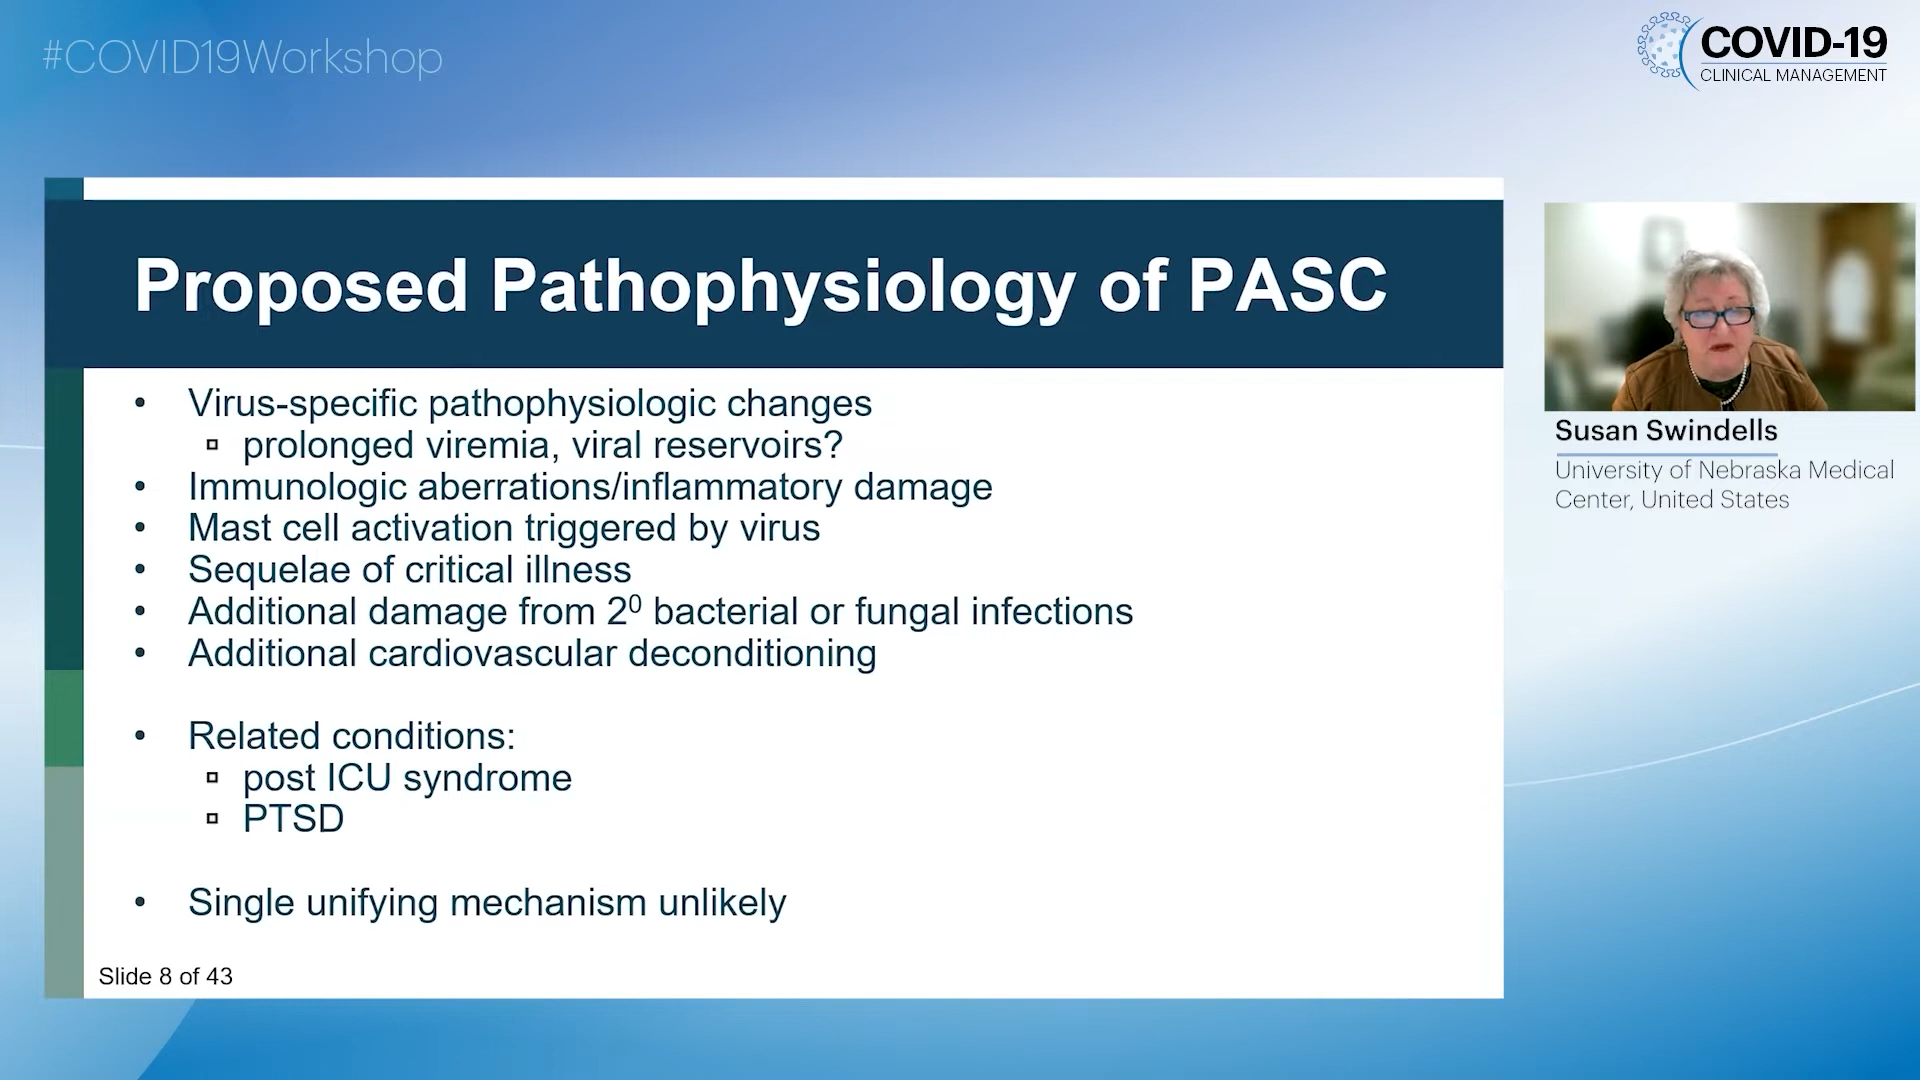 #COVID19Workshop
COVID-19
CLINICAL MANAGEMENT
Proposed Pathophysiology of PASC
• Virus-specific pathophysiologic changes
▫ prolonged viremia, viral reservoirs?
• Immunologic aberrations/inflammatory damage
• Mast cell activation triggered by virus
• Sequelae of critical illness
• Additional damage from 2⁰ bacterial or fungal infections
• Additional cardiovascular deconditioning
• Related conditions:
▫ post ICU syndrome
▫ PTSD
• Single unifying mechanism unlikely
Slide 8 of 43
Susan Swindells
University of Nebraska Medical
Center, United States